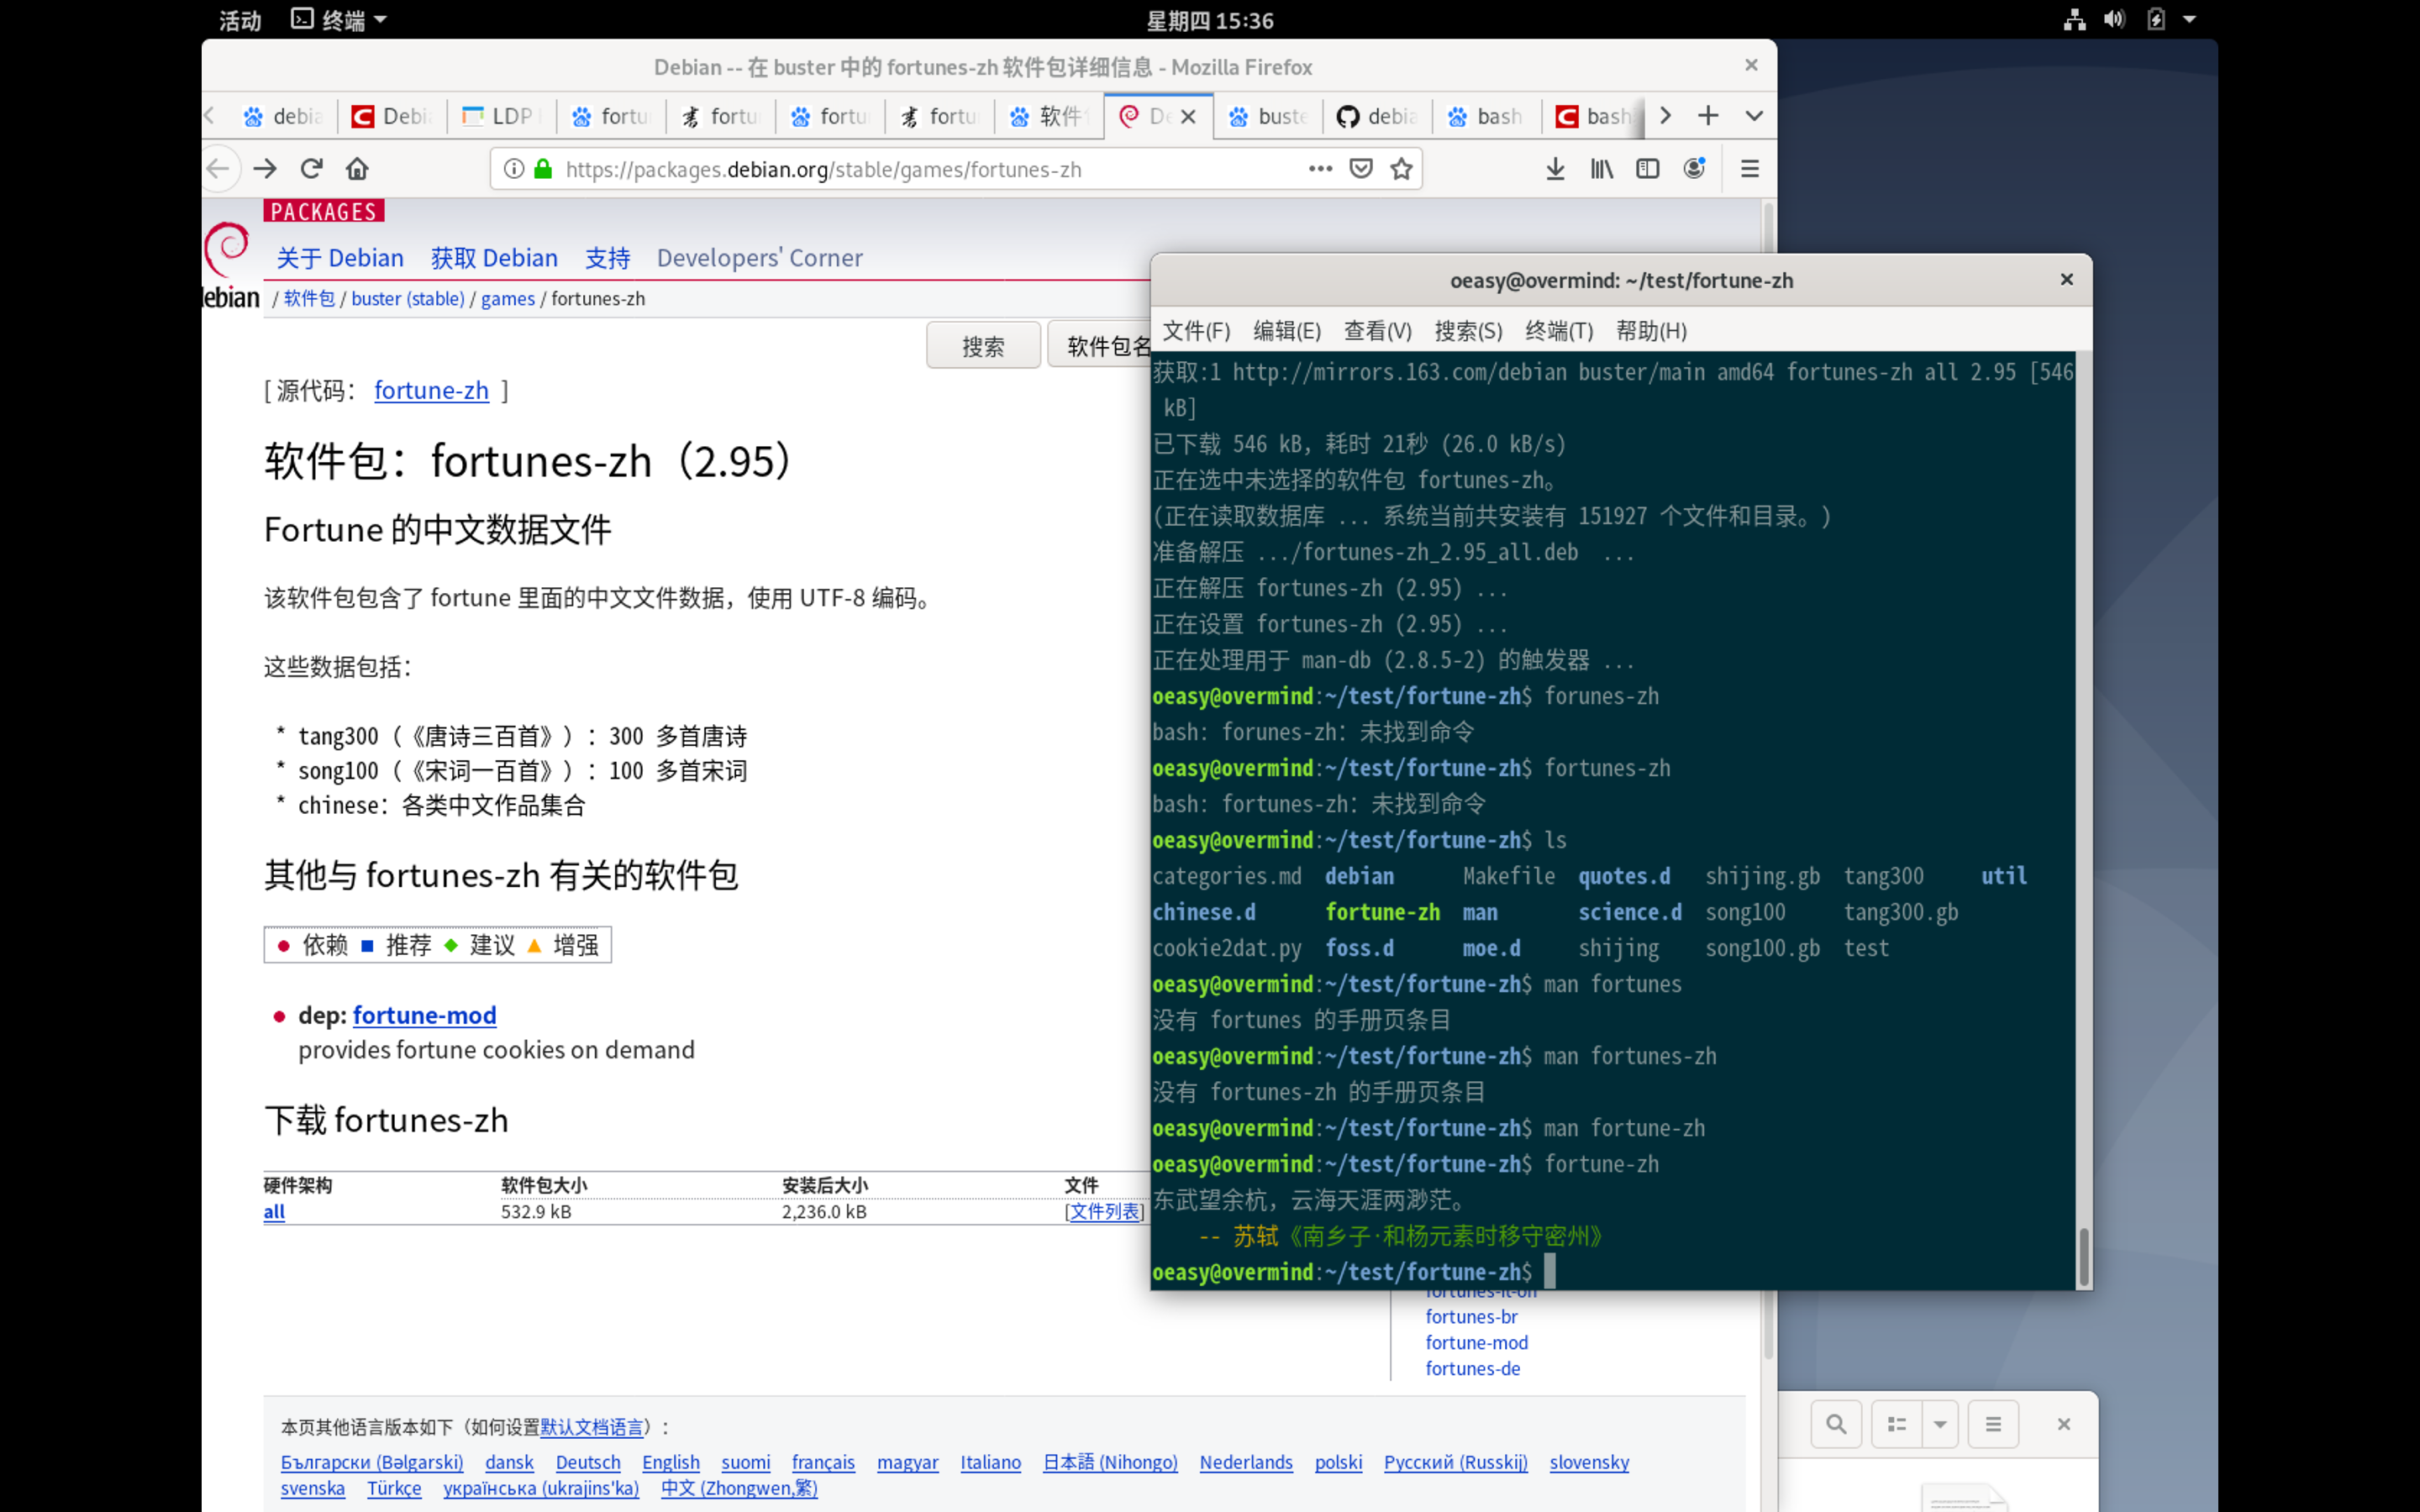 活动 终端 星期四 15:36
Debian -- 在 buster 中的 fortunes-zh 软件包详细信息 - Mozilla Firefox
debia Debi LDP fortu fortu fortu fortu 软件 De buste debia bash bash
https://packages.debian.org/stable/games/fortunes-zh
PACKAGES
关于 Debian 获取 Debian 支持 Developers' Corner
ebian / 软件包 / buster (stable) / games / fortunes-zh
搜索 软件包名
[ 源代码： fortune-zh ]
软件包：fortunes-zh（2.95）
Fortune 的中文数据文件
该软件包包含了 fortune 里面的中文文件数据，使用 UTF-8 编码。
这些数据包括：
* tang300（《唐诗三百首》）：300 多首唐诗
* song100（《宋词一百首》）：100 多首宋词
* chinese：各类中文作品集合
其他与 fortunes-zh 有关的软件包
依赖 推荐 建议 增强
dep: fortune-mod
provides fortune cookies on demand
下载 fortunes-zh
硬件架构 软件包大小 安装后大小 文件
all 532.9 kB 2,236.0 kB [文件列表]
oeasy@overmind: ~/test/fortune-zh
文件(F) 编辑(E) 查看(V) 搜索(S) 终端(T) 帮助(H)
获取:1 http://mirrors.163.com/debian buster/main amd64 fortunes-zh all 2.95 [546
kB]
已下载 546 kB，耗时 21秒 (26.0 kB/s)
正在选中未选择的软件包 fortunes-zh。
(正在读取数据库 ... 系统当前共安装有 151927 个文件和目录。)
准备解压 .../fortunes-zh_2.95_all.deb ...
正在解压 fortunes-zh (2.95) ...
正在设置 fortunes-zh (2.95) ...
正在处理用于 man-db (2.8.5-2) 的触发器 ...
oeasy@overmind:~/test/fortune-zh$ forunes-zh
bash: forunes-zh：未找到命令
oeasy@overmind:~/test/fortune-zh$ fortunes-zh
bash: fortunes-zh：未找到命令
oeasy@overmind:~/test/fortune-zh$ ls
categories.md debian Makefile quotes.d shijing.gb tang300 util
chinese.d fortune-zh man science.d song100 tang300.gb
cookie2dat.py foss.d moe.d shijing song100.gb test
oeasy@overmind:~/test/fortune-zh$ man fortunes
没有 fortunes 的手册页条目
oeasy@overmind:~/test/fortune-zh$ man fortunes-zh
没有 fortunes-zh 的手册页条目
oeasy@overmind:~/test/fortune-zh$ man fortune-zh
oeasy@overmind:~/test/fortune-zh$ fortune-zh
东武望余杭，云海天涯两渺茫。
-- 苏轼《南乡子·和杨元素时移守密州》
oeasy@overmind:~/test/fortune-zh$
fortunes-br
fortune-mod
fortunes-de
本页其他语言版本如下（如何设置默认文档语言）：
Български (Bəlgarski) dansk Deutsch English suomi français magyar Italiano 日本語 (Nihongo) Nederlands polski Русский (Russkij) slovensky
svenska Türkçe українська (ukrajins'ka) 中文 (Zhongwen,繁)